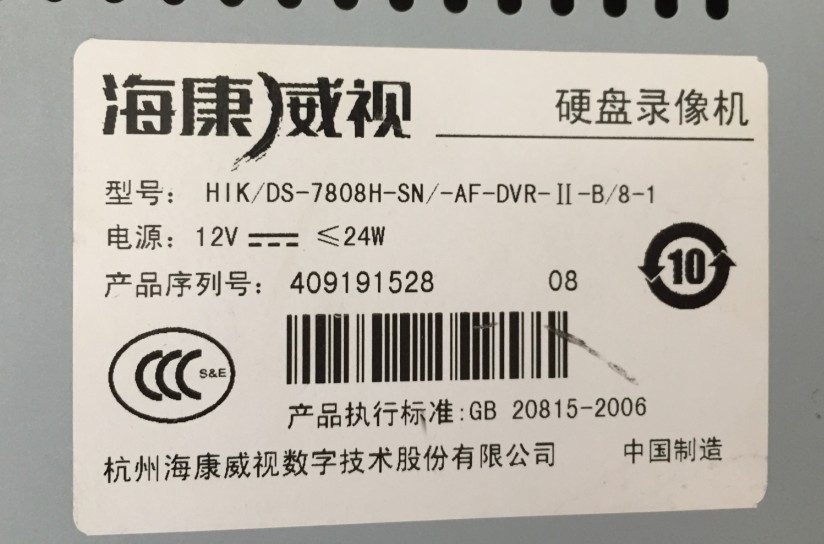 海康威视
硬盘录像机
型号： HIK/DS-7808H-SN/-AF-DVR-Ⅱ-B/8-1
电源：12V ≤24W
产品序列号： 409191528 08
10
CCC S&E
产品执行标准:GB 20815-2006
杭州海康威视数字技术股份有限公司 中国制造